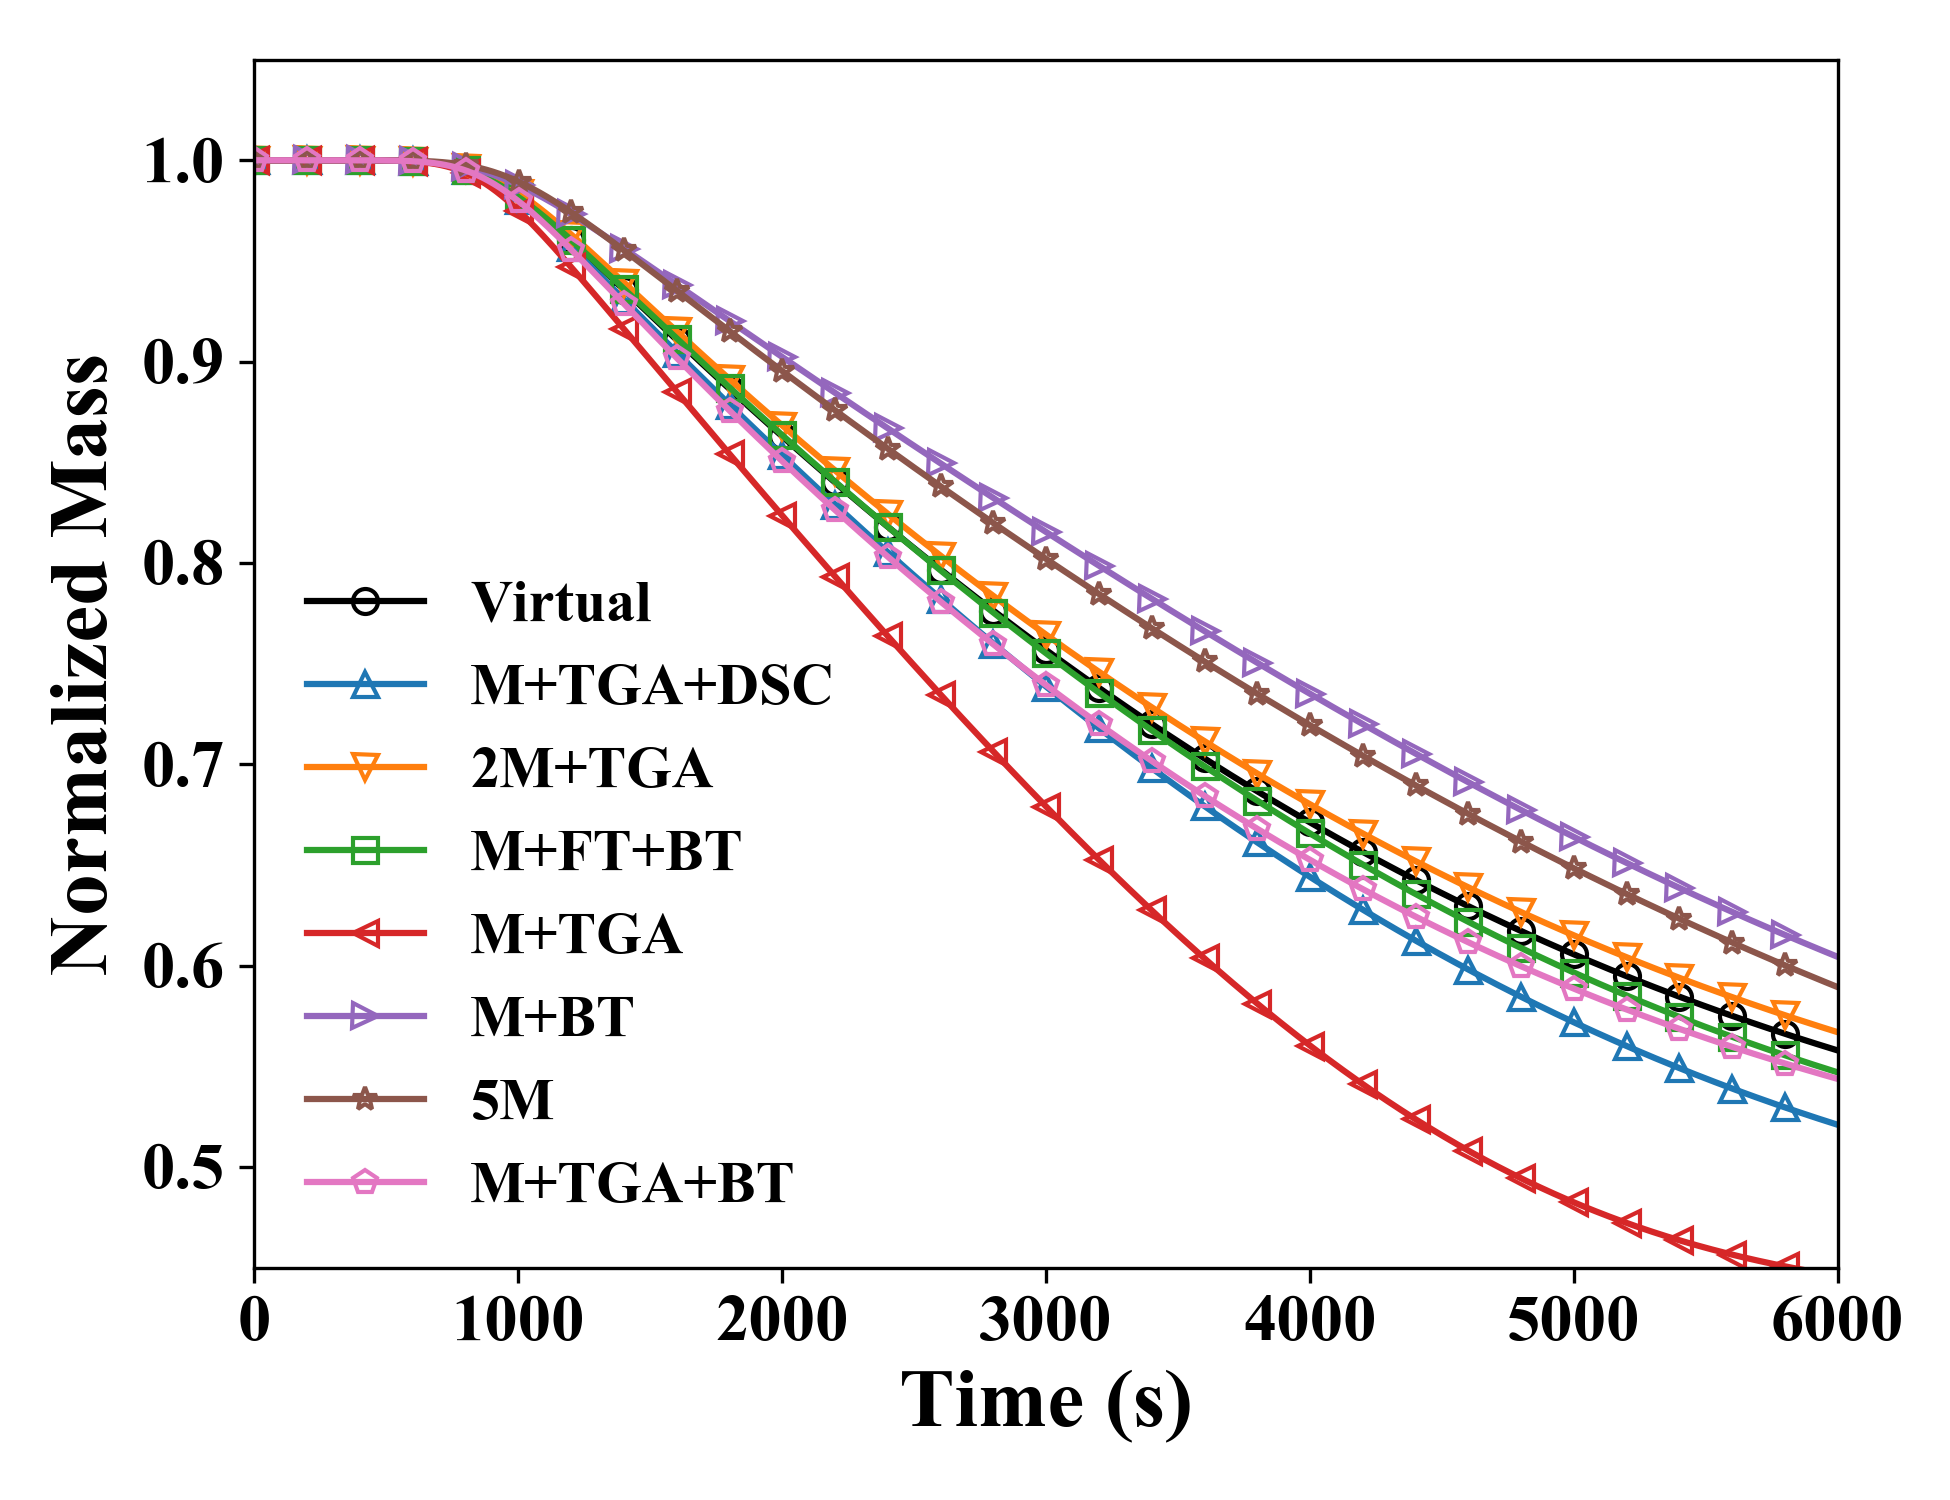 Normalized Mass
1.0
0.9
0.8
0.7
0.6
0.5
Virtual
M+TGA+DSC
2M+TGA
M+FT+BT
M+TGA
M+BT
5M
M+TGA+BT
0 1000 2000 3000 4000 5000 6000
Time (s)